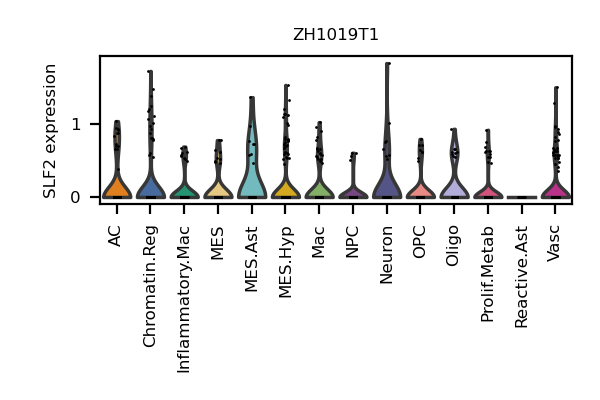 ZH1019T1
SLF2 expression
1
0
AC
Chromatin.Reg
Inflammatory.Mac
MES
MES.Ast
MES.Hyp
Mac
NPC
Neuron
OPC
Oligo
Prolif.Metab
Reactive.Ast
Vasc